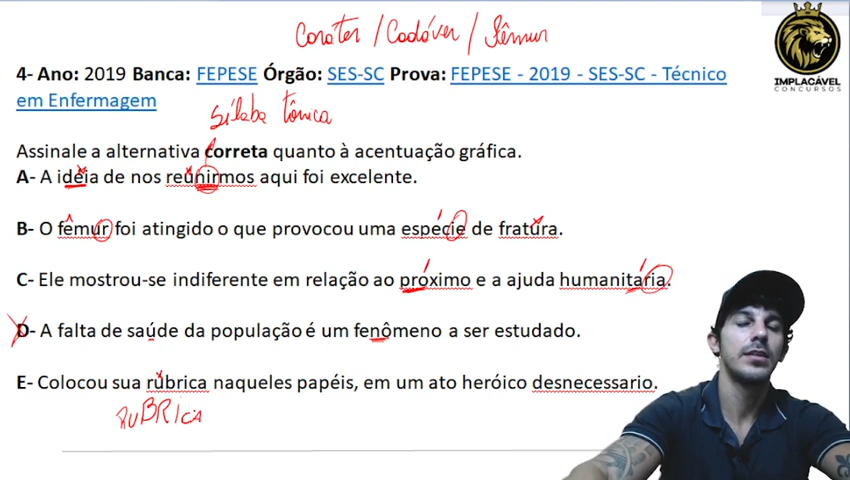 Caráter / Cadáver / Fêmur
IMPLACÁVEL
CONCURSOS
4- Ano: 2019 Banca: FEPESE Órgão: SES-SC Prova: FEPESE - 2019 - SES-SC - Técnico
em Enfermagem
Sílaba tônica
Assinale a alternativa correta quanto à acentuação gráfica.
A- A idéia de nos reúnirmos aqui foi excelente.
B- O fêmur foi atingido o que provocou uma espécie de fratura.
C- Ele mostrou-se indiferente em relação ao próximo e a ajuda humanitária.
D- A falta de saúde da população é um fenômeno a ser estudado.
E- Colocou sua rúbrica naqueles papéis, em um ato heróico desnecessario.
RUBRICA